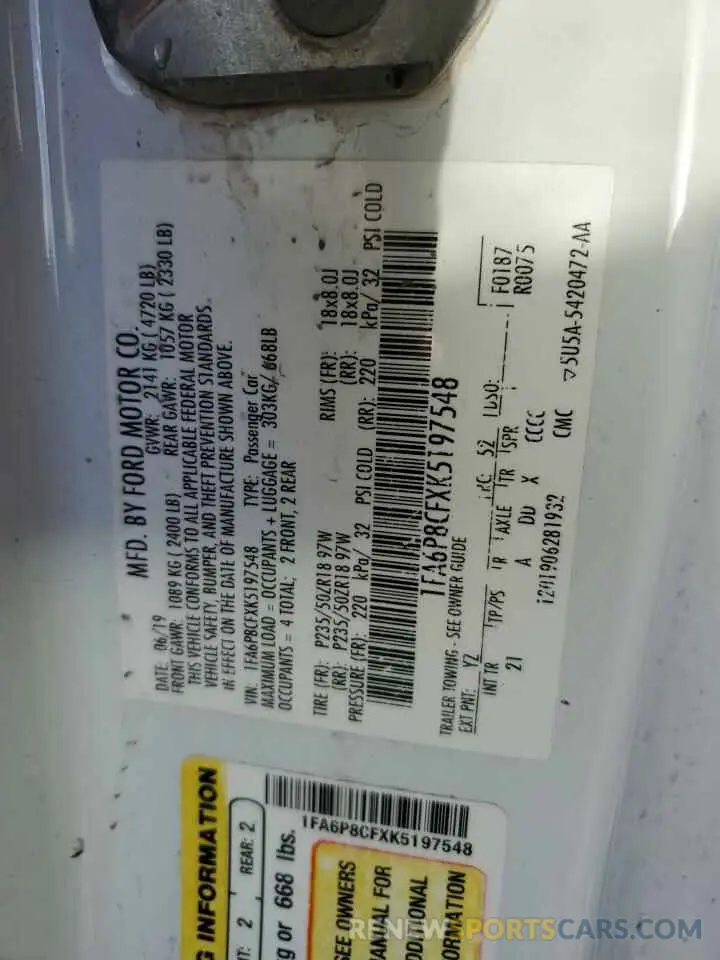 MFD. BY FORD MOTOR CO.
DATE: 06/19 GVWR: 2141 KG ( 4720 LB)
FRONT GAWR: 1089 KG ( 2400 LB) REAR GAWR: 1057 KG ( 2330 LB)
THIS VEHICLE CONFORMS TO ALL APPLICABLE FEDERAL MOTOR
VEHICLE SAFETY, BUMPER, AND THEFT PREVENTION STANDARDS
IN EFFECT ON THE DATE OF MANUFACTURE SHOWN ABOVE.
VIN: 1FA6P8CFXK5197548 TYPE: Passenger Car
MAXIMUM LOAD = OCCUPANTS + LUGGAGE = 303KG/ 668LB
OCCUPANTS = 4 TOTAL: 2 FRONT, 2 REAR
TIRE (FR): P235/50ZR18 97W RIMS (FR): 18x8.0J
(RR): P235/50ZR18 97W (RR): 18x8.0J
PRESSURE (FR): 220 kPa/ 32 PSI COLD (RR): 220 kPa/ 32 PSI COLD
1FA6P8CFXK5197548
TRAILER TOWING - SEE OWNER GUIDE
EXT PNT: YZ RC: 52 DSO: F0187
R0075
INT TR TP/PS R AXLE TR SPR
21 A DU X CCCC
1201906281932 CMC ▽5U5A-5420472-AA
INFORMATION
2 REAR: 2
or 668 lbs.
1FA6P8CFXK5197548
SEE OWNERS
MANUAL FOR
RENEWSPORTSCARS.COM